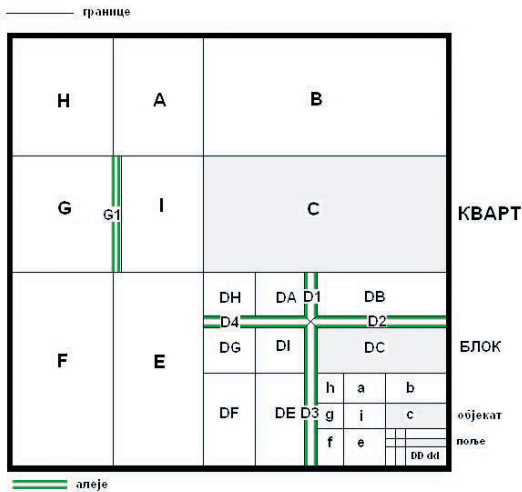 границе
H A B
G G1 I C КВАРТ
DH DA D1 DB
D4 D2
F E DG DI DC БЛОК
h a b
DF DE D3 g i c објекат
f e поље
DD dd
алеје